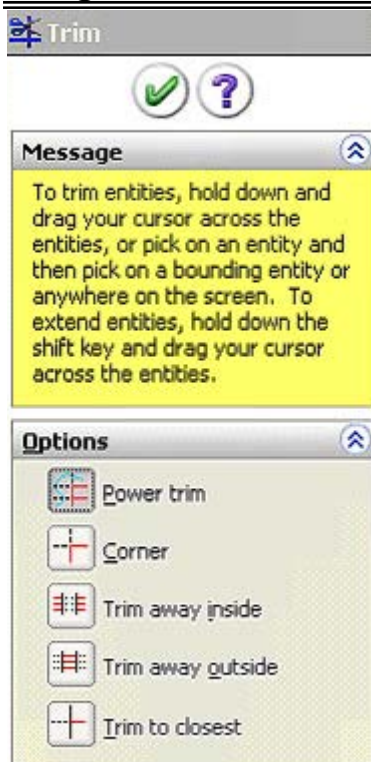 Trim
?
Message
To trim entities, hold down and
drag your cursor across the
entities, or pick on an entity and
then pick on a bounding entity or
anywhere on the screen. To
extend entities, hold down the
shift key and drag your cursor
across the entities.
Options
Power trim
Corner
Trim away inside
Trim away outside
Trim to closest